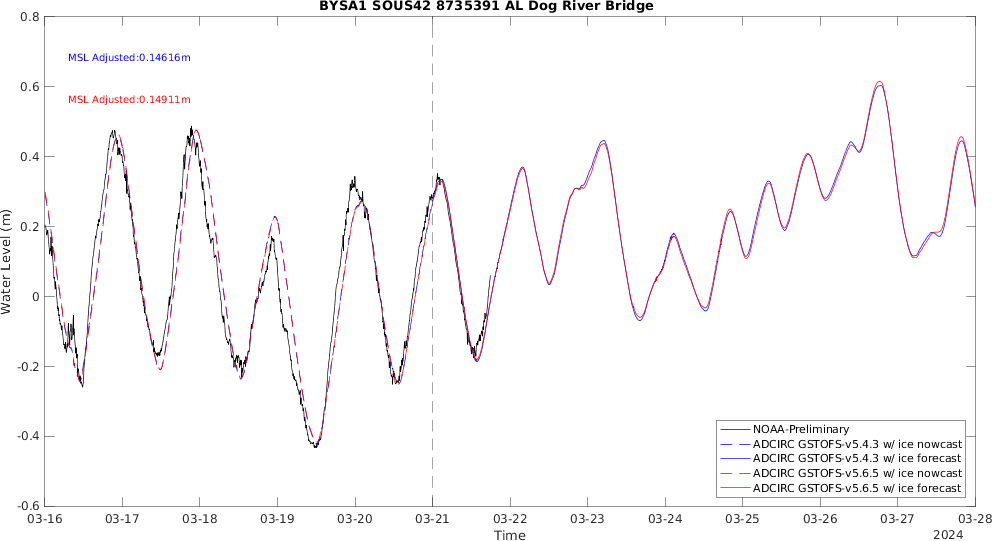 BYSA1 SOUS42 8735391 AL Dog River Bridge
0.8
0.6
0.4
0.2
0
-0.2
-0.4
-0.6
Water Level (m)
MSL Adjusted:0.14616m
MSL Adjusted:0.14911m
NOAA-Preliminary
ADCIRC GSTOFS-v5.4.3 w/ ice nowcast
ADCIRC GSTOFS-v5.4.3 w/ ice forecast
ADCIRC GSTOFS-v5.6.5 w/ ice nowcast
ADCIRC GSTOFS-v5.6.5 w/ ice forecast
03-16 03-17 03-18 03-19 03-20 03-21 03-22 03-23 03-24 03-25 03-26 03-27 03-28
Time
2024